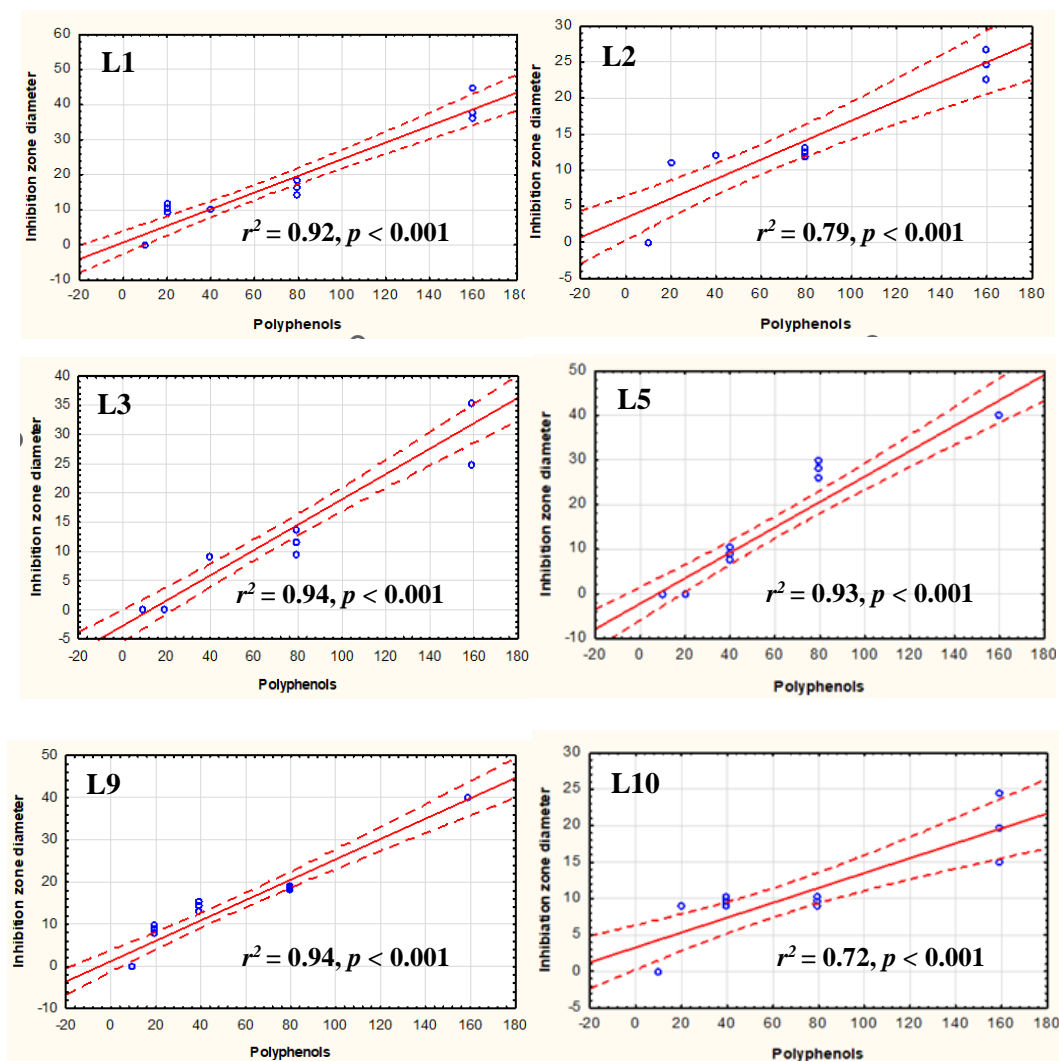 L1
Inhibition zone diameter
60
50
40
30
20
10
0
-10
-20 0 20 40 60 80 100 120 140 160 180
Polyphenols
r² = 0.92, p < 0.001
L2
Inhibition zone diameter
30
25
20
15
10
5
0
-5
-20 0 20 40 60 80 100 120 140 160 180
Polyphenols
r² = 0.79, p < 0.001
L3
Inhibition zone diameter
40
35
30
25
20
15
10
5
0
-5
-20 0 20 40 60 80 100 120 140 160 180
Polyphenols
r² = 0.94, p < 0.001
L5
Inhibition zone diameter
50
40
30
20
10
0
-10
-20 0 20 40 60 80 100 120 140 160 180
Polyphenols
r² = 0.93, p < 0.001
L9
Inhibition zone diameter
50
40
30
20
10
0
-10
-20 0 20 40 60 80 100 120 140 160 180
Polyphenols
r² = 0.94, p < 0.001
L10
Inhibiation zone diameter
30
25
20
15
10
5
0
-5
-20 0 20 40 60 80 100 120 140 160 180
Polyphenols
r² = 0.72, p < 0.001